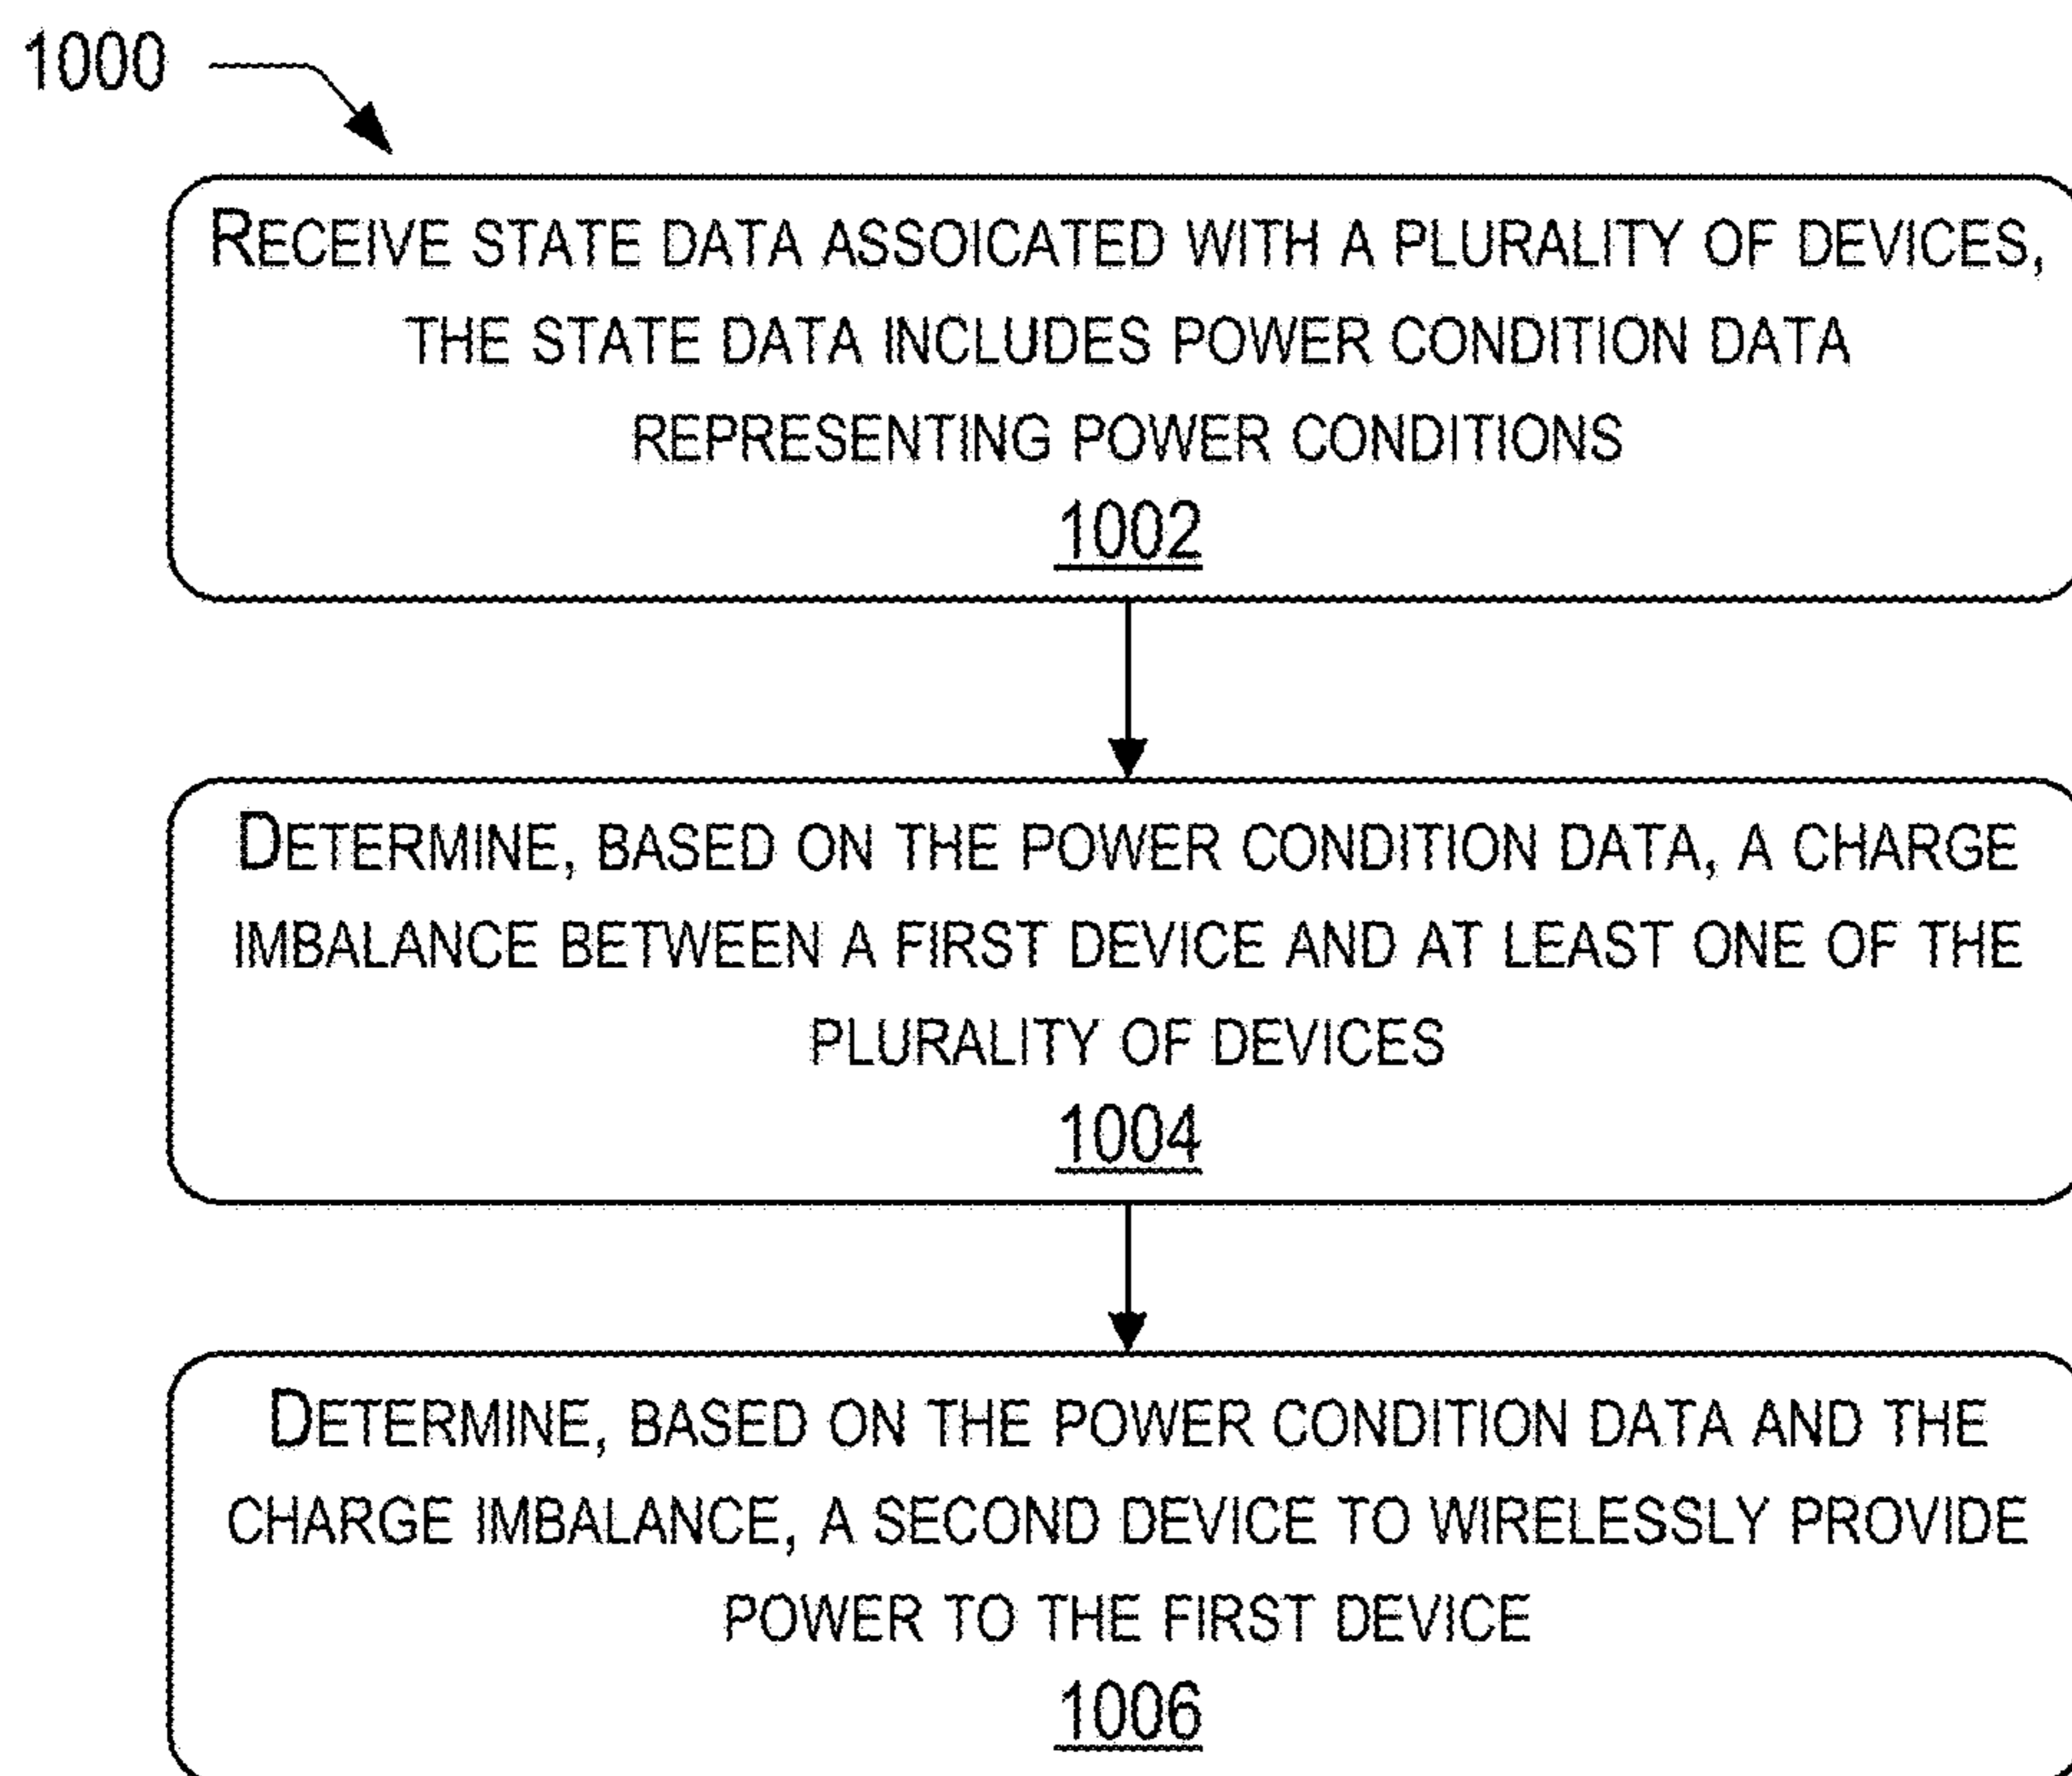 1000
RECEIVE STATE DATA ASSOICATED WITH A PLURALITY OF DEVICES,
THE STATE DATA INCLUDES POWER CONDITION DATA
REPRESENTING POWER CONDITIONS
1002
DETERMINE, BASED ON THE POWER CONDITION DATA, A CHARGE
IMBALANCE BETWEEN A FIRST DEVICE AND AT LEAST ONE OF THE
PLURALITY OF DEVICES
1004
DETERMINE, BASED ON THE POWER CONDITION DATA AND THE
CHARGE IMBALANCE, A SECOND DEVICE TO WIRELESSLY PROVIDE
POWER TO THE FIRST DEVICE
1006